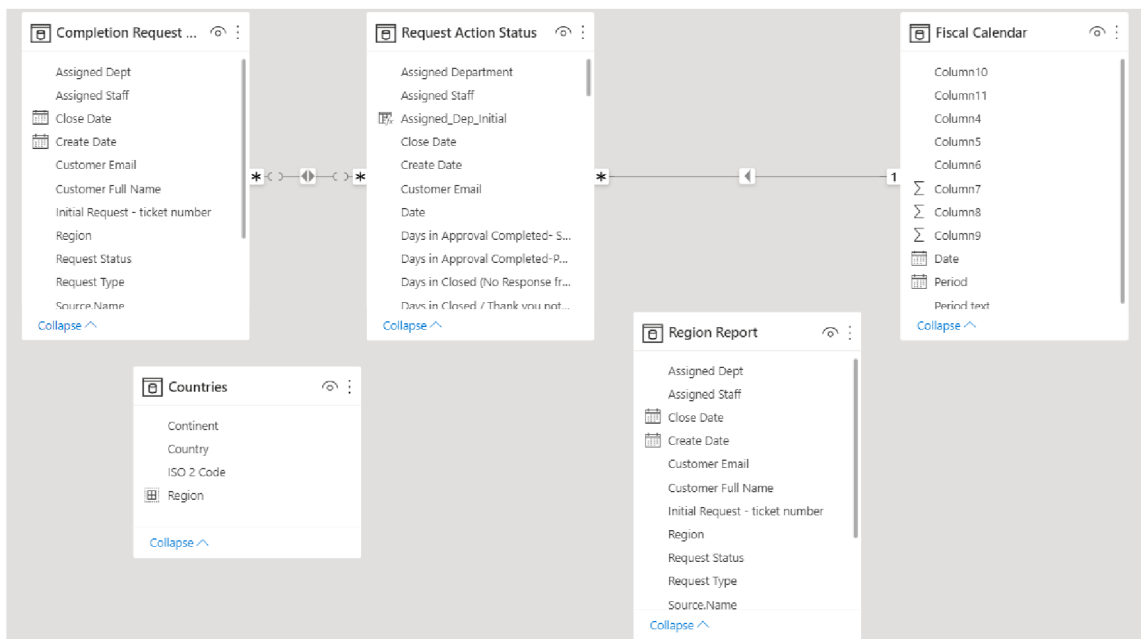 Completion Request ...
Assigned Dept
Assigned Staff
Close Date
Create Date
Customer Email
Customer Full Name
Initial Request - ticket number
Region
Request Status
Request Type
Source.Name
Collapse
Request Action Status
Assigned Department
Assigned Staff
Assigned_Dep_Initial
Close Date
Create Date
Customer Email
Date
Days in Approval Completed- S...
Days in Approval Completed-P...
Days in Closed (No Response fr...
Days in Closed / Thank you not...
Collapse
Fiscal Calendar
Column10
Column11
Column4
Column5
Column6
Column7
Column8
Column9
Date
Period
Period text
Collapse
* *
* 1
Countries
Continent
Country
ISO 2 Code
Region
Collapse
Region Report
Assigned Dept
Assigned Staff
Close Date
Create Date
Customer Email
Customer Full Name
Initial Request - ticket number
Region
Request Status
Request Type
Source.Name
Collapse